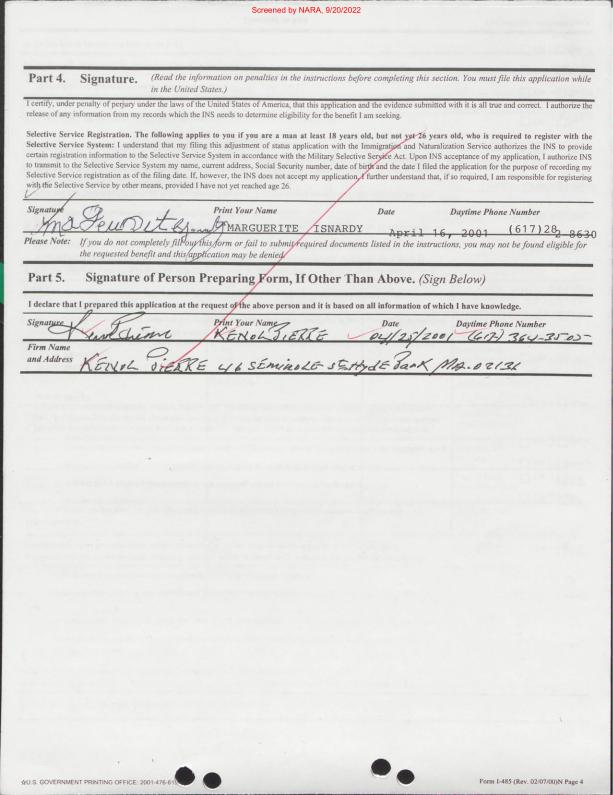 Screened by NARA, 9/20/2022
Part 4. Signature. (Read the information on penalties in the instructions before completing this section. You must file this application while
in the United States.)
I certify, under penalty of perjury under the laws of the United States of America, that this application and the evidence submitted with it is all true and correct. I authorize the
release of any information from my records which the INS needs to determine eligibility for the benefit I am seeking.
Selective Service Registration. The following applies to you if you are a man at least 18 years old, but not yet 26 years old, who is required to register with the
Selective Service System: I understand that my filing this adjustment of status application with the Immigration and Naturalization Service authorizes the INS to provide
certain registration information to the Selective Service System in accordance with the Military Selective Service Act. Upon INS acceptance of my application, I authorize INS
to transmit to the Selective Service System my name, current address, Social Security number, date of birth and the date I filed the application for the purpose of recording my
Selective Service registration as of the filing date. If, however, the INS does not accept my application, I further understand that, if so required, I am responsible for registering
with the Selective Service by other means, provided I have not yet reached age 26.
Signature Print Your Name Date Daytime Phone Number
MARGUERITE ISNARDY April 16, 2001 (617)282-8630
Please Note: If you do not completely fill out this form or fail to submit required documents listed in the instructions, you may not be found eligible for
the requested benefit and this application may be denied.
Part 5. Signature of Person Preparing Form, If Other Than Above. (Sign Below)
I declare that I prepared this application at the request of the above person and it is based on all information of which I have knowledge.
Signature Print Your Name Date Daytime Phone Number
KENOL PIERRE 04/25/2001 (617) 364-3505
Firm Name
and Address KENOL PIERRE 46 SEMINOLE ST. Hyde Park MA. 02136
U.S. GOVERNMENT PRINTING OFFICE: 2001-476-61
Form I-485 (Rev. 02/07/00)N Page 4